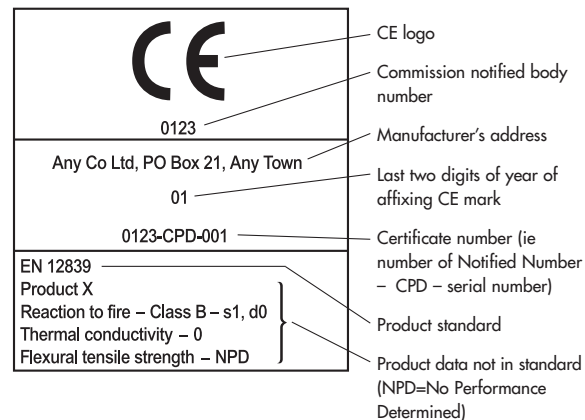 CE
0123
Any Co Ltd, PO Box 21, Any Town
01
0123-CPD-001
EN 12839
Product X
Reaction to fire – Class B – s1, d0
Thermal conductivity – 0
Flexural tensile strength – NPD
CE logo
Commission notified body
number
Manufacturer's address
Last two digits of year of
affixing CE mark
Certificate number (ie
number of Notified Number
– CPD – serial number)
Product standard
Product data not in standard
(NPD=No Performance
Determined)